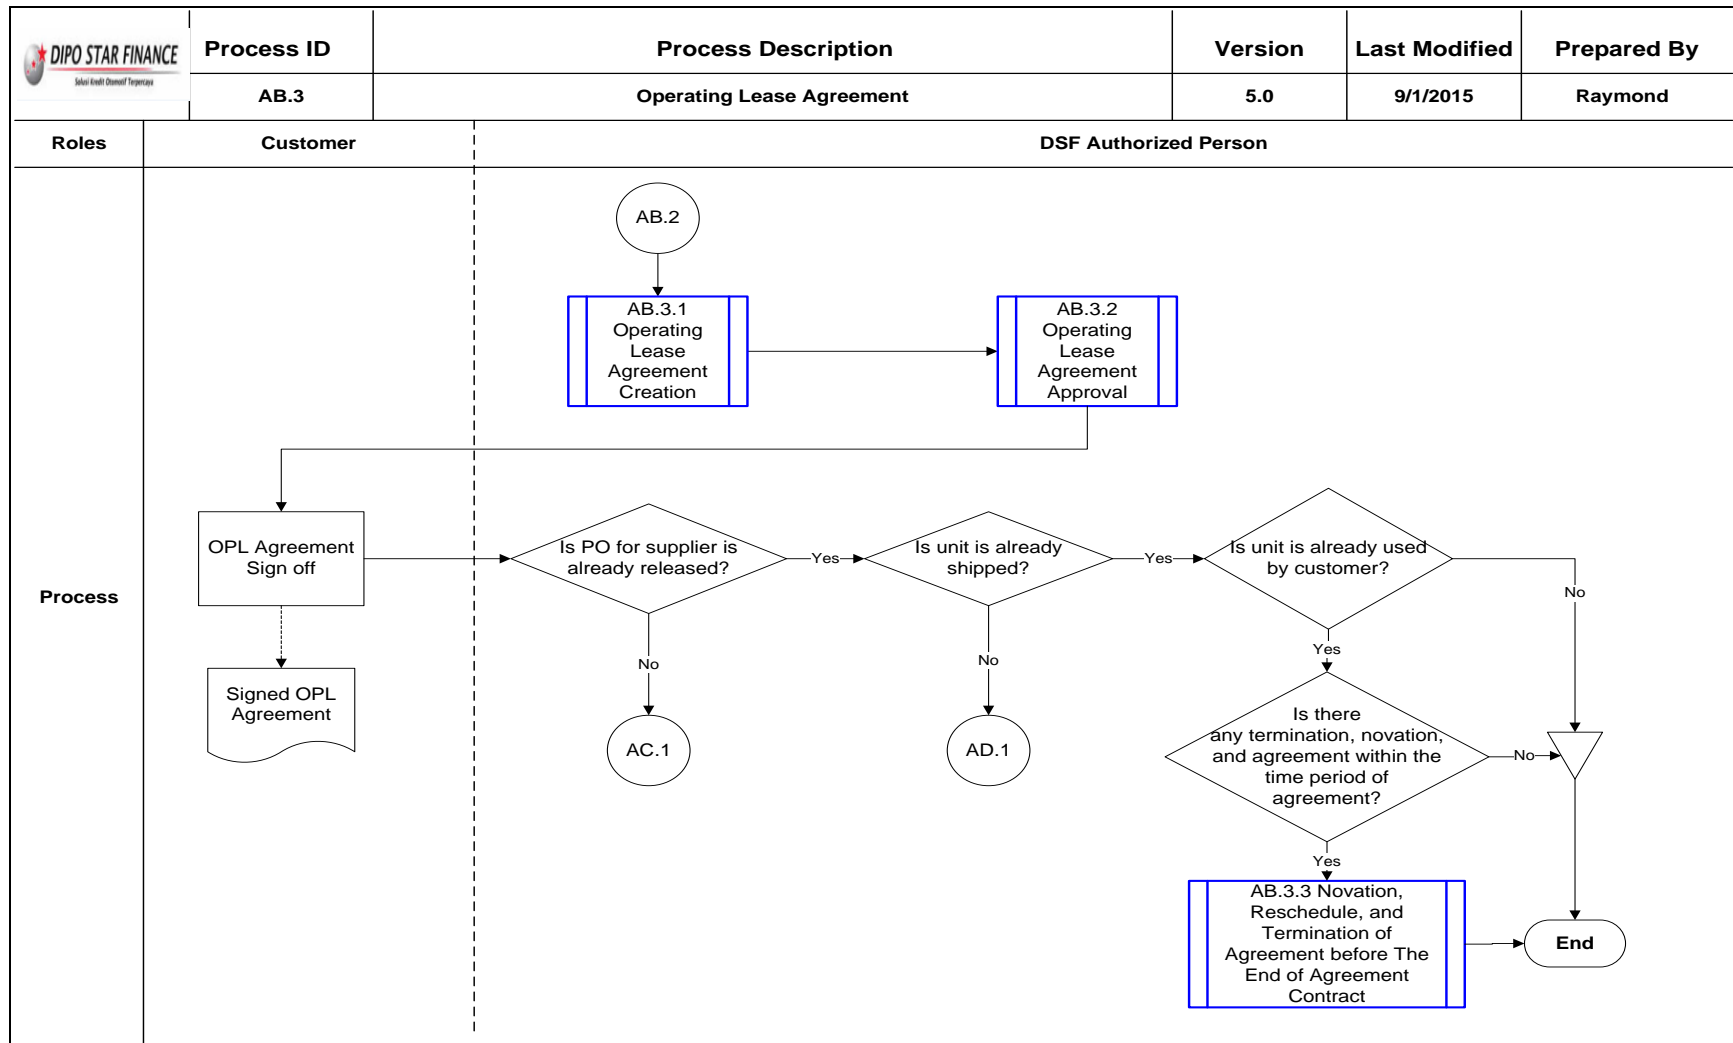 DIPO STAR FINANCE
Solusi Kredit Otomotif Terpercaya
Process ID
Process Description
Version
Last Modified
Prepared By
AB.3
Operating Lease Agreement
5.0
9/1/2015
Raymond
Roles
Customer
DSF Authorized Person
Process
AB.2
AB.3.1
Operating
Lease
Agreement
Creation
AB.3.2
Operating
Lease
Agreement
Approval
OPL Agreement
Sign off
Is PO for supplier is
already released?
Yes
Is unit is already
shipped?
Yes
Is unit is already used
by customer?
No
No
No
Yes
Signed OPL
Agreement
AC.1
AD.1
Is there
any termination, novation,
and agreement within the
time period of
agreement?
No
Yes
AB.3.3 Novation,
Reschedule, and
Termination of
Agreement before The
End of Agreement
Contract
End